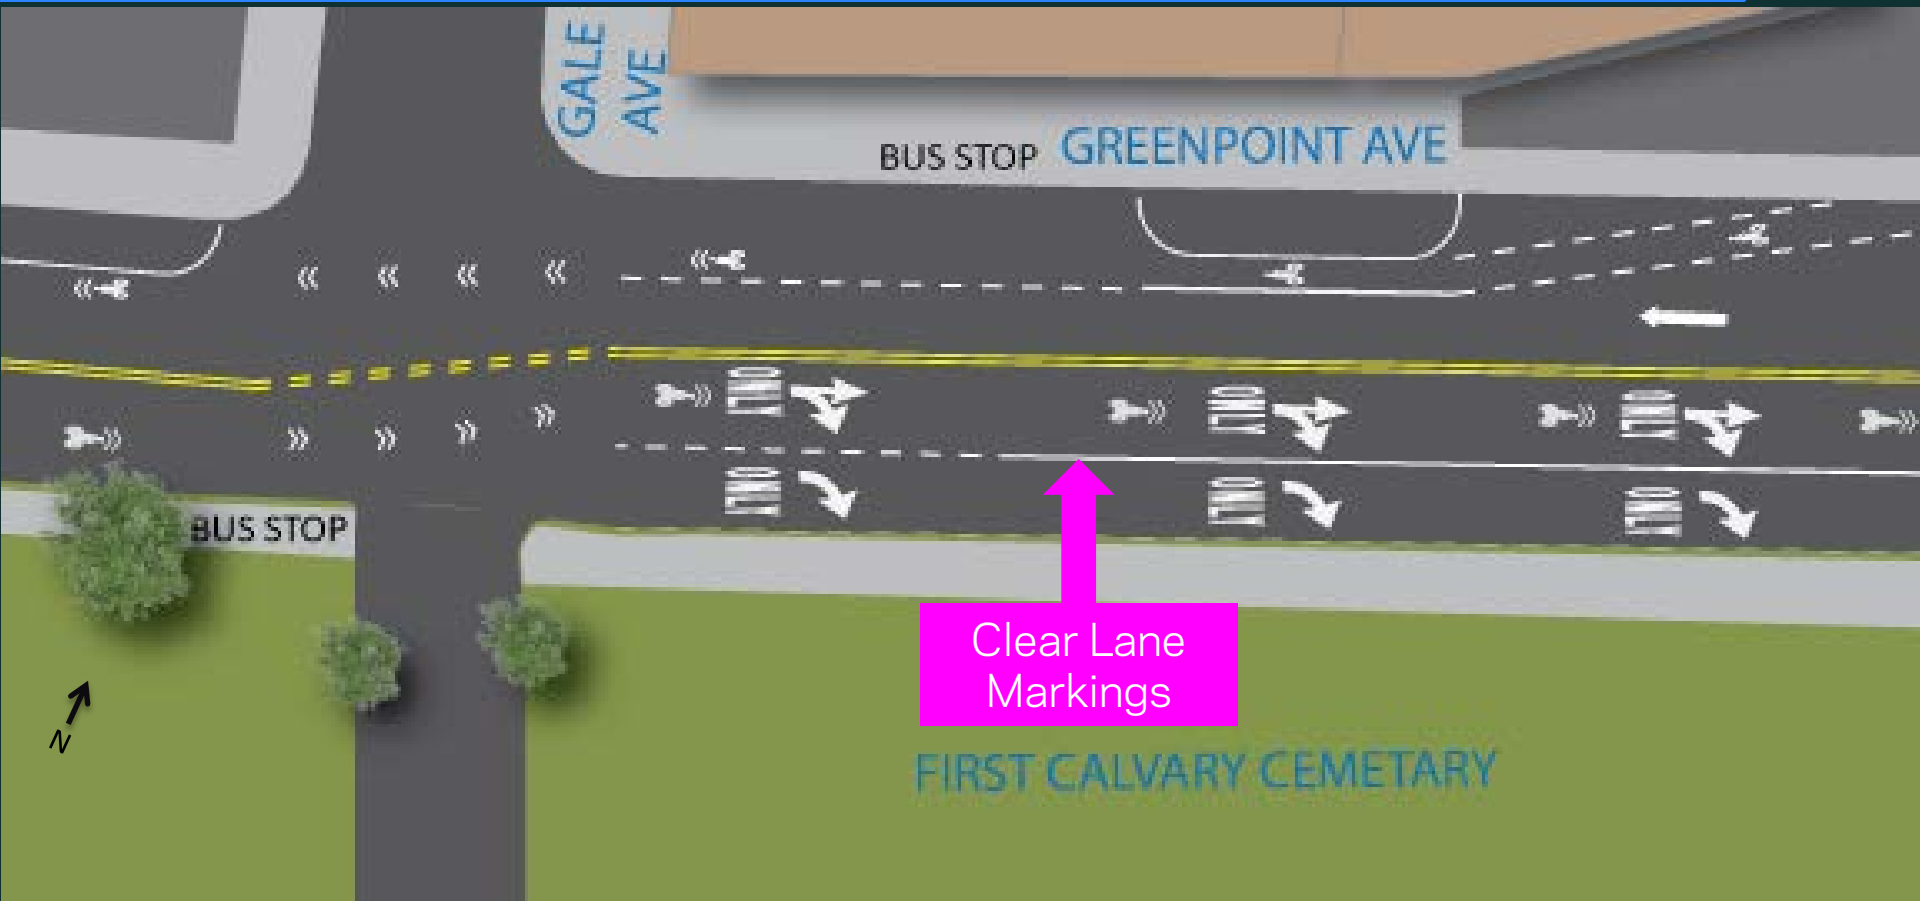 GALE
AVE
BUS STOP
GREENPOINT AVE
ONLY
ONLY
ONLY
ONLY
ONLY
ONLY
BUS STOP
Clear Lane
Markings
N
FIRST CALVARY CEMETARY